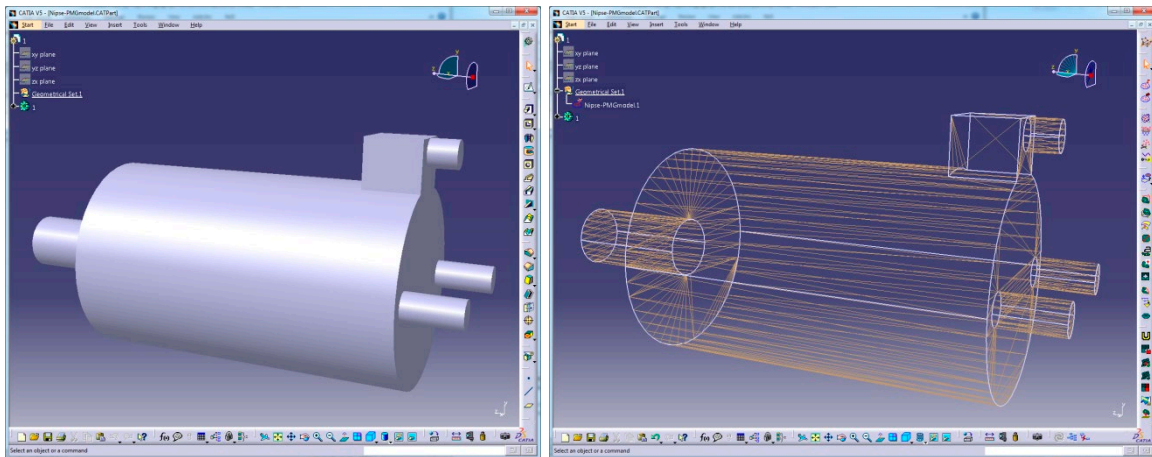 CATIA V5 - [Nipse-PMGmodel.CATPart]
Start File Edit View Insert Tools Window Help
1
xy plane
yz plane
zx plane
Geometrical Set.1
1
Select an object or a command
CATIA V5 - [Nipse-PMGmodel.CATPart]
Start File Edit View Insert Tools Window Help
1
xy plane
yz plane
zx plane
Geometrical Set.1
Nipse-PMGmodel.1
1
Select an object or a command